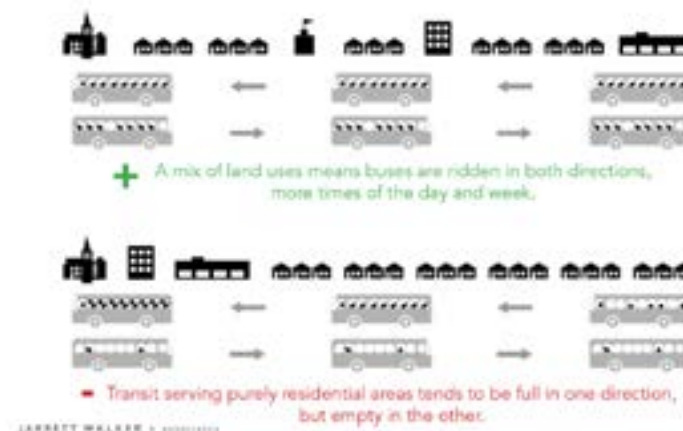 + A mix of land uses means buses are ridden in both directions,
more times of the day and week.
- Transit serving purely residential areas tends to be full in one direction,
but empty in the other.
JARRETT WALKER + ASSOCIATES